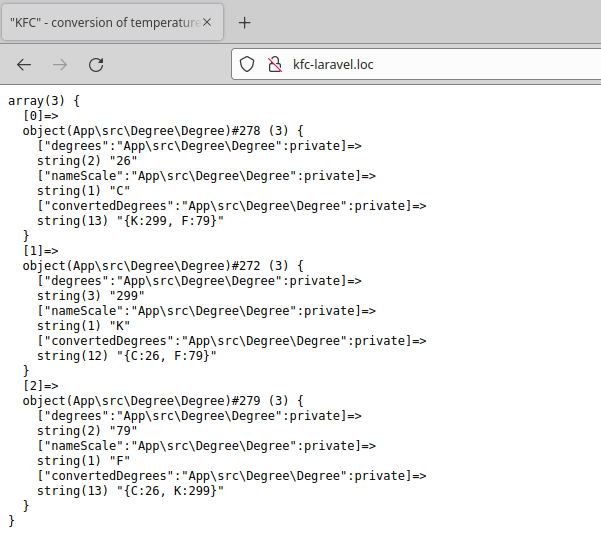 "KFC" - conversion of temperature
kfc-laravel.loc
array(3) {
  [0]=>
  object(App\src\Degree\Degree)#278 (3) {
    ["degrees":"App\src\Degree\Degree":private]=>
    string(2) "26"
    ["nameScale":"App\src\Degree\Degree":private]=>
    string(1) "C"
    ["convertedDegrees":"App\src\Degree\Degree":private]=>
    string(13) "{K:299, F:79}"
  }
  [1]=>
  object(App\src\Degree\Degree)#272 (3) {
    ["degrees":"App\src\Degree\Degree":private]=>
    string(3) "299"
    ["nameScale":"App\src\Degree\Degree":private]=>
    string(1) "K"
    ["convertedDegrees":"App\src\Degree\Degree":private]=>
    string(12) "{C:26, F:79}"
  }
  [2]=>
  object(App\src\Degree\Degree)#279 (3) {
    ["degrees":"App\src\Degree\Degree":private]=>
    string(2) "79"
    ["nameScale":"App\src\Degree\Degree":private]=>
    string(1) "F"
    ["convertedDegrees":"App\src\Degree\Degree":private]=>
    string(13) "{C:26, K:299}"
  }
}